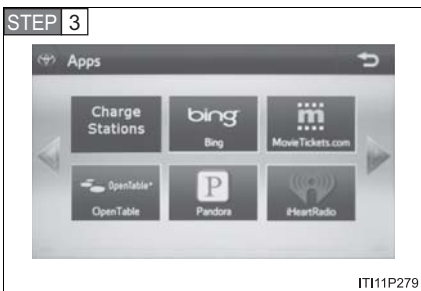 STEP 3
Apps
Charge
Stations
bing
Bing
m
MovieTickets.com
OpenTable
OpenTable
P
Pandora
iHeartRadio
ITI11P279